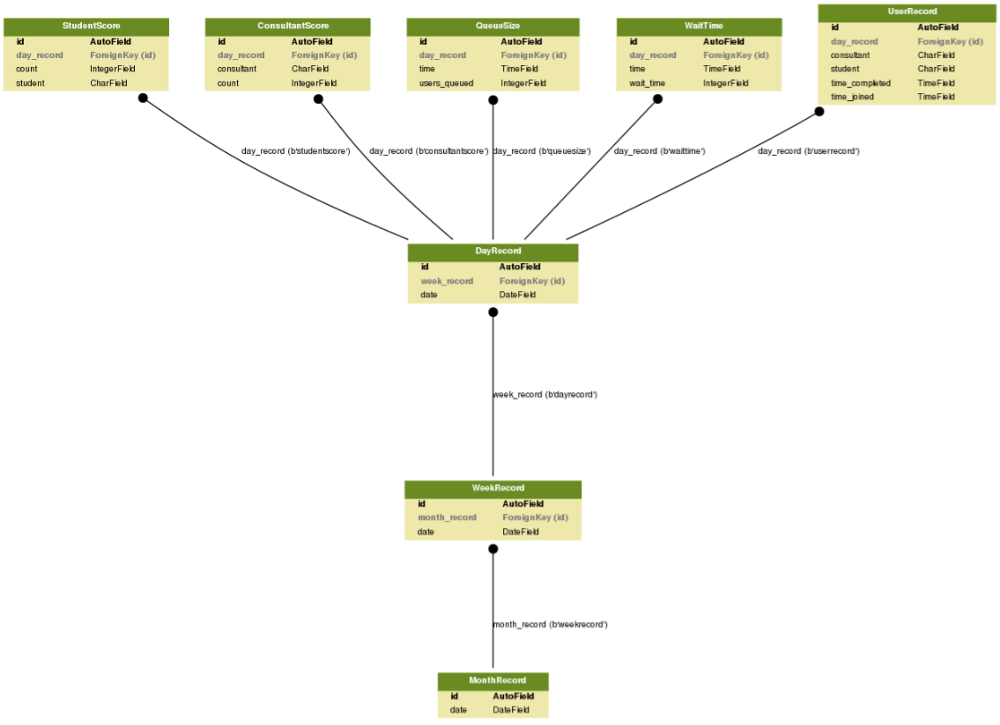 StudentScore
id AutoField
day_record ForeignKey (id)
count IntegerField
student CharField
ConsultantScore
id AutoField
day_record ForeignKey (id)
consultant CharField
count IntegerField
QueueSize
id AutoField
day_record ForeignKey (id)
time TimeField
users_queued IntegerField
WaitTime
id AutoField
day_record ForeignKey (id)
time TimeField
wait_time IntegerField
UserRecord
id AutoField
day_record ForeignKey (id)
consultant CharField
student CharField
time_completed TimeField
time_joined TimeField
day_record (b'studentscore')
day_record (b'consultantscore')
day_record (b'queuesize')
day_record (b'waittime')
day_record (b'userrecord')
DayRecord
id AutoField
week_record ForeignKey (id)
date DateField
week_record (b'dayrecord')
WeekRecord
id AutoField
month_record ForeignKey (id)
date DateField
month_record (b'weekrecord')
MonthRecord
id AutoField
date DateField